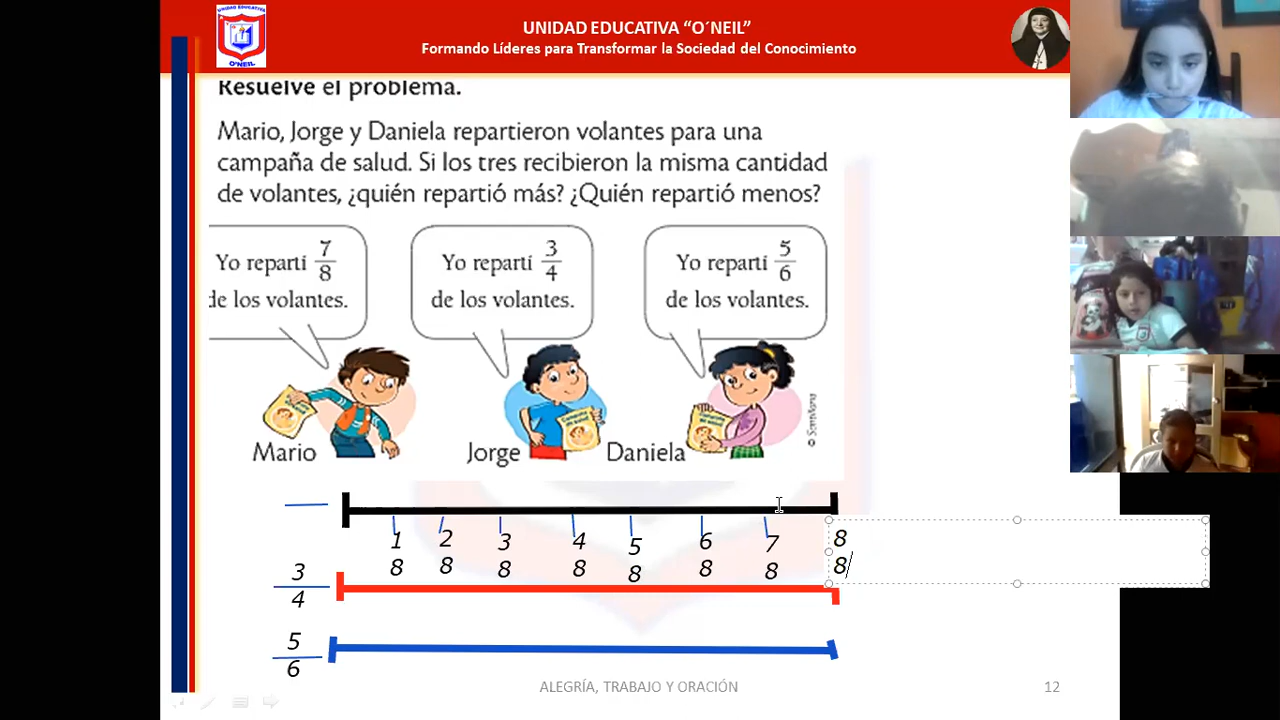 UNIDAD EDUCATIVA
O´NEIL
UNIDAD EDUCATIVA “O´NEIL”
Formando Líderes para Transformar la Sociedad del Conocimiento
Resuelve el problema.
Mario, Jorge y Daniela repartieron volantes para una
campaña de salud. Si los tres recibieron la misma cantidad
de volantes, ¿quién repartió más? ¿Quién repartió menos?
Yo repartí 7/8
de los volantes.
Yo repartí 3/4
de los volantes.
Yo repartí 5/6
de los volantes.
Mario
Jorge
Daniela
© Santillana
1 2 3 4 5 6 7 8
8 8 8 8 8 8 8 8
3
4
5
6
ALEGRÍA, TRABAJO Y ORACIÓN
12